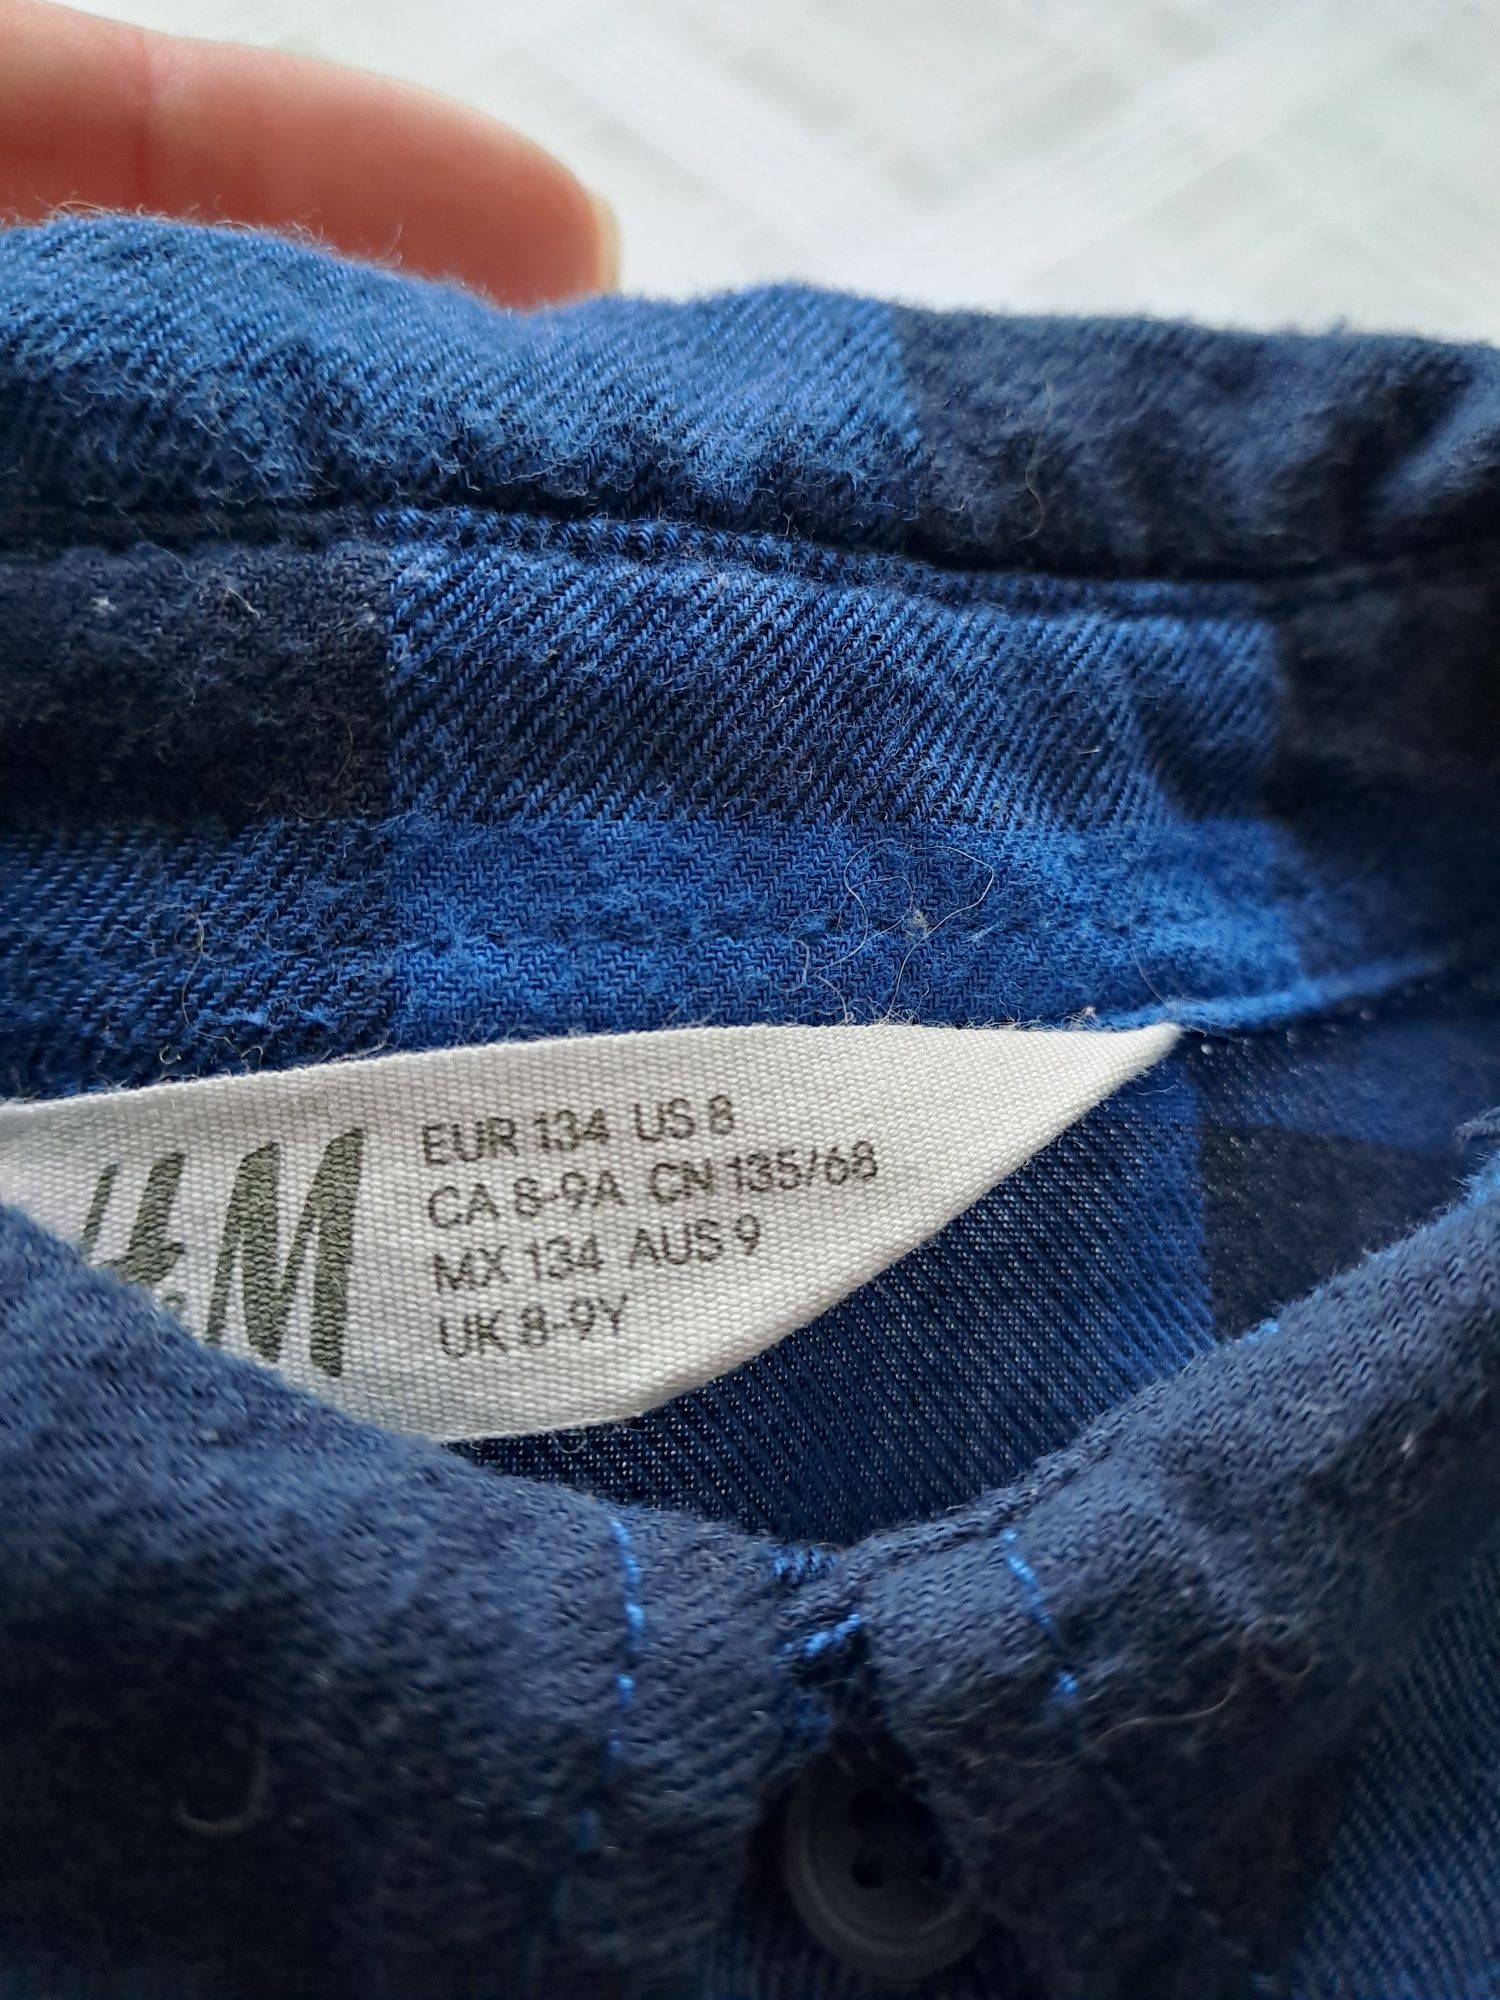 H&M
EUR 134 US 8
CA 8-9A CN 135/68
MX 134 AUS 9
UK 8-9Y